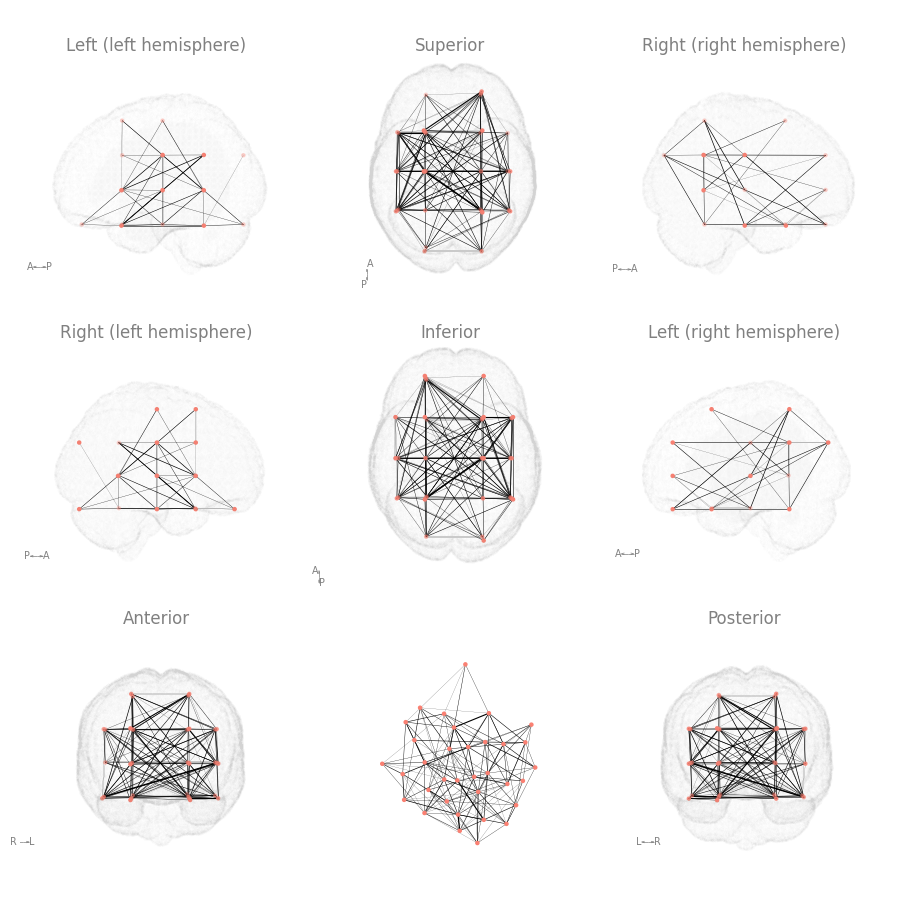 Left (left hemisphere)
Superior
Right (right hemisphere)
A
P
A
P
P
A
Right (left hemisphere)
Inferior
Left (right hemisphere)
P
A
A
P
A
P
Anterior
Posterior
R
L
L
R